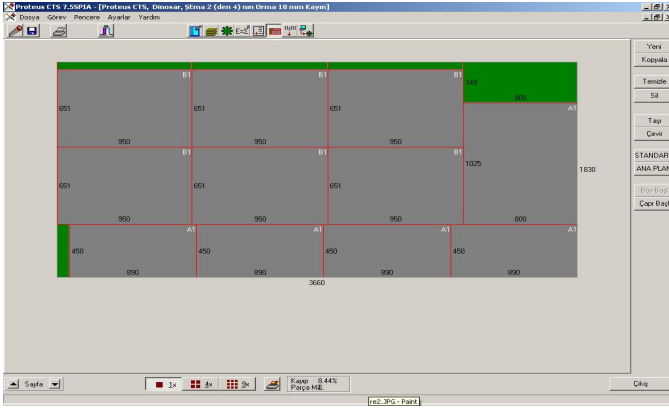 Proteus CTS 7.5SPIA - [Proteus CTS, Dinosar, ŞEma 2 (den 4) nın Orma 18 mm Kayın]
Dosya Görev Pencere Ayarlar Yardım
E=Σ²
Yeni
Kopyala
Temizle
Sil
Taşı
Çevir
STANDAR
ANA PLAN
Boy Başl
Çapr Başl
B1 B1 B1
651 651 651
950 950 950
340
800
A1
B1 B1 B1
651 651 651
950 950 950
1025
800
1830
A1 A1 A1 A1
450 450 450 450
890 890 890 890
3660
Sayfa
1x 4x 9x
Kayıp 8.44%
Parça Mik.
Çıkış
re2.JPG - Paint